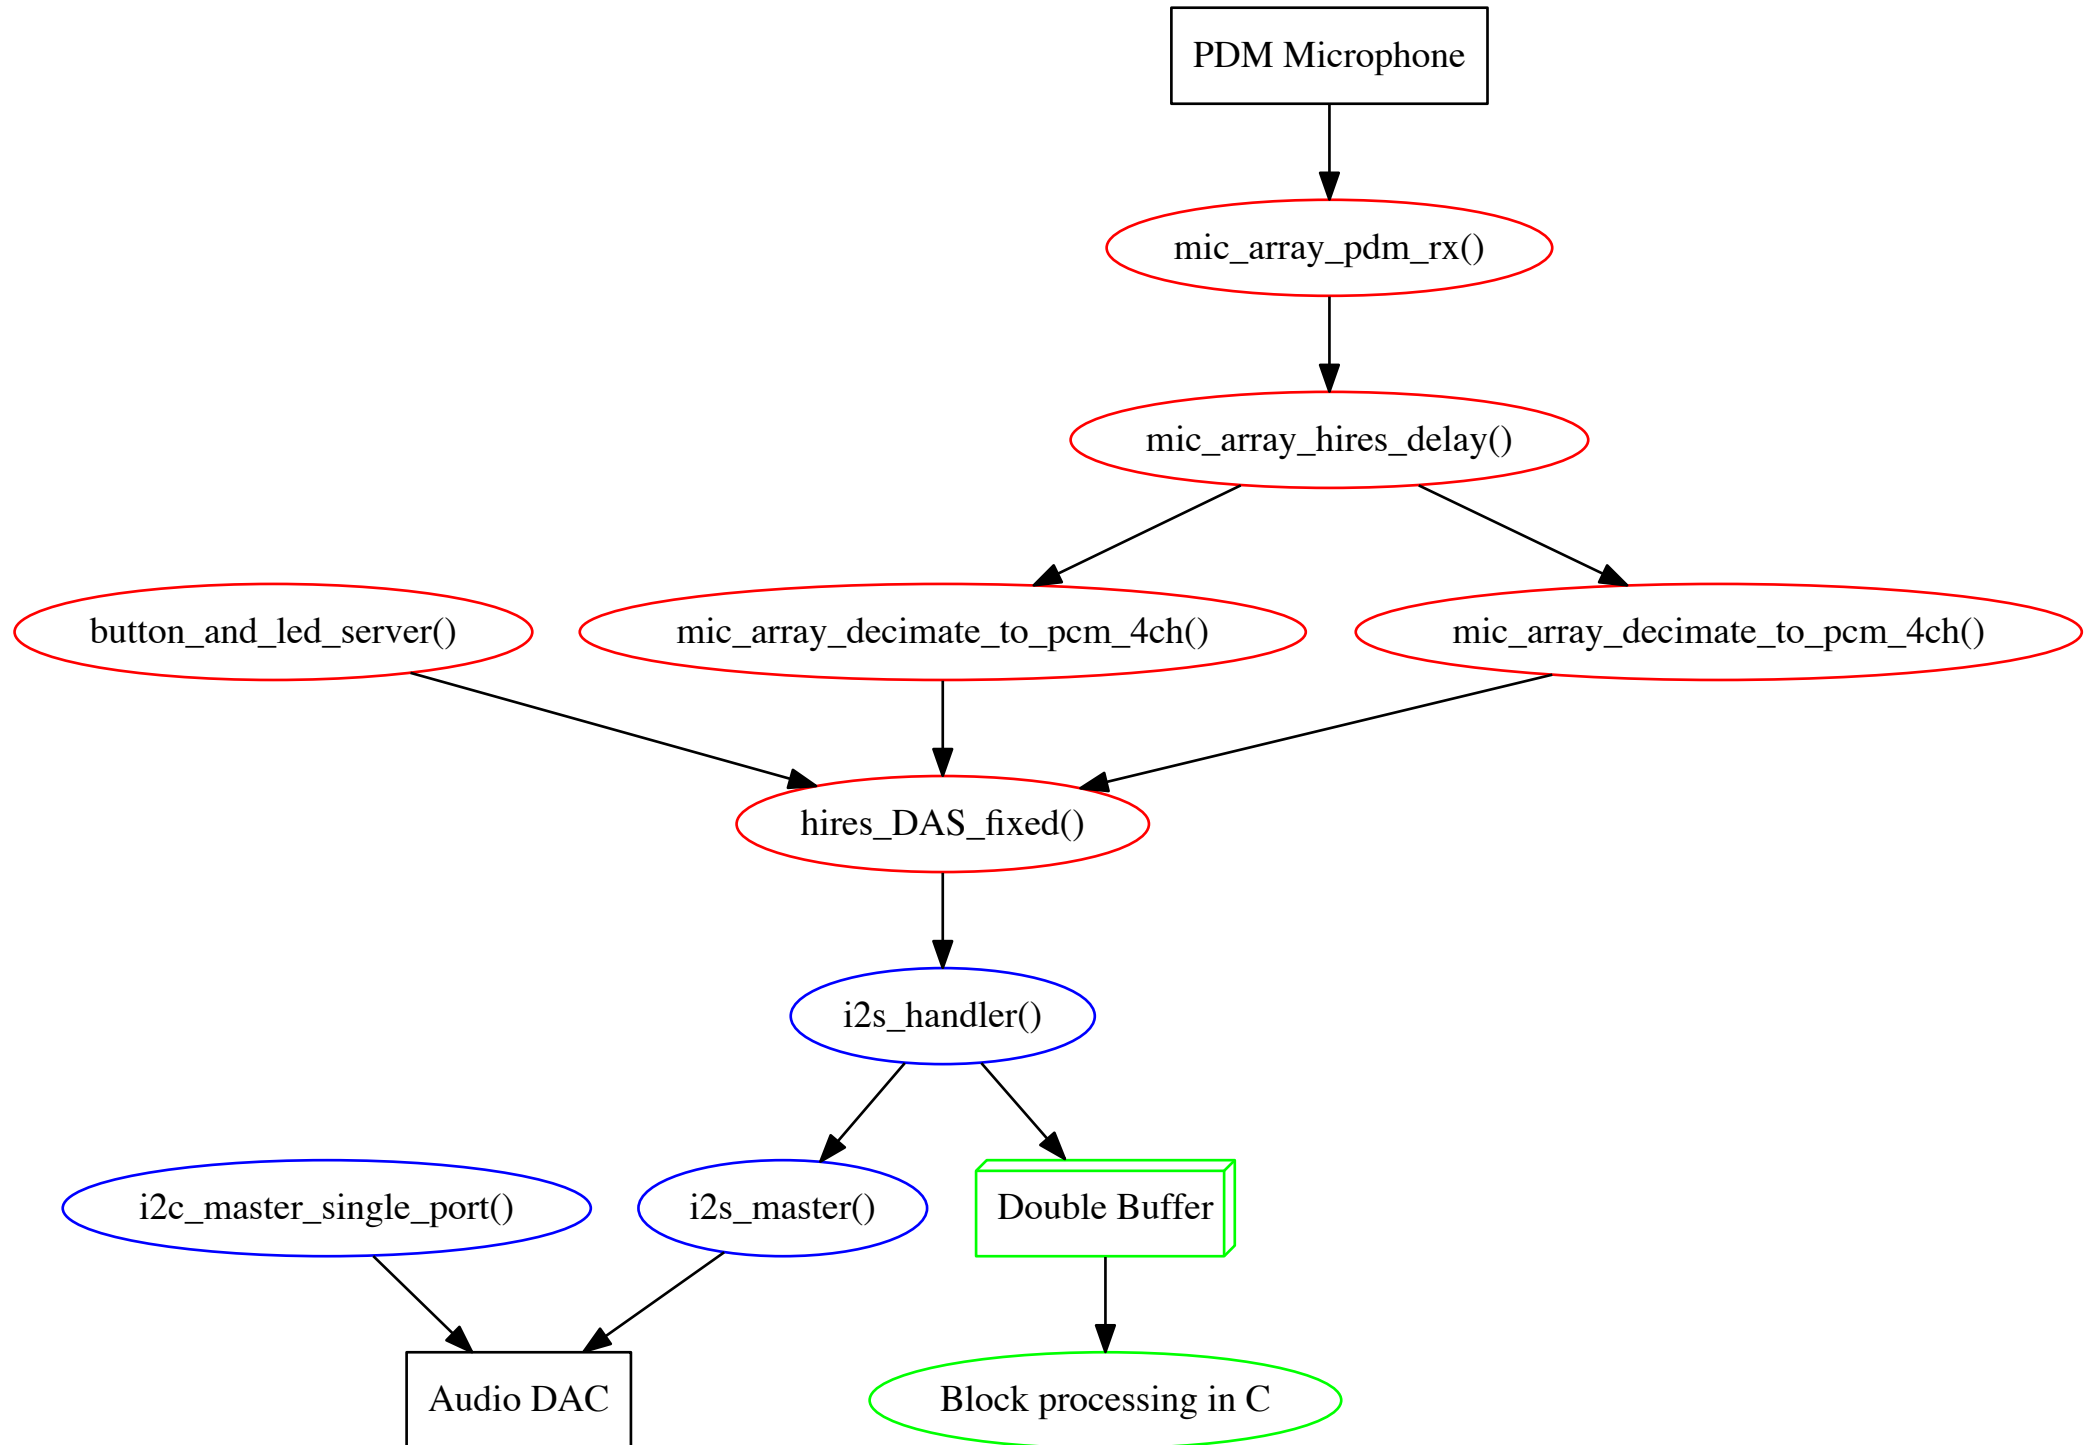 PDM Microphone
mic_array_pdm_rx()
mic_array_hires_delay()
button_and_led_server()
mic_array_decimate_to_pcm_4ch()
mic_array_decimate_to_pcm_4ch()
hires_DAS_fixed()
i2s_handler()
i2c_master_single_port()
i2s_master()
Double Buffer
Audio DAC
Block processing in C